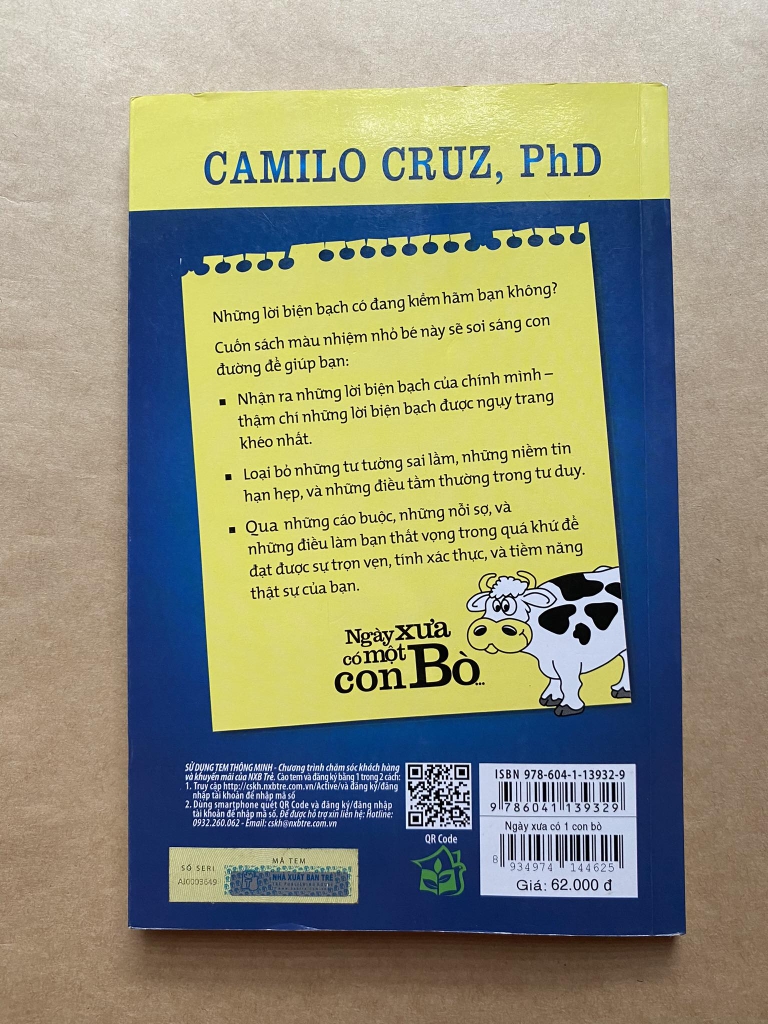 CAMILO CRUZ, PhD
Những lời biện bạch có đang kiềm hãm bạn không?
Cuốn sách màu nhiệm nhỏ bé này sẽ soi sáng con
đường để giúp bạn:
▪ Nhận ra những lời biện bạch của chính mình –
thậm chí những lời biện bạch được ngụy trang
khéo nhất.
▪ Loại bỏ những tư tưởng sai lầm, những niềm tin
hạn hẹp, và những điều tầm thường trong tư duy.
▪ Qua những cáo buộc, những nỗi sợ, và
những điều làm bạn thất vọng trong quá khứ để
đạt được sự trọn vẹn, tính xác thực, và tiềm năng
thật sự của bạn.
Ngày xưa
có một
con Bò...
SỬ DỤNG TEM THÔNG MINH - Chương trình chăm sóc khách hàng
và khuyến mãi của NXB Trẻ. Cào tem và đăng ký bằng 1 trong 2 cách:
1. Truy cập http://cskh.nxbtre.com.vn/Active/và đăng ký/đăng
nhập tài khoản để nhập mã số
2. Dùng smartphone quét QR Code và đăng ký/đăng nhập
tài khoản để nhập mã số. Để được hỗ trợ xin liên hệ: Hotline:
0932.260.062 - Email: cskh@nxbtre.com.vn
QR Code
SỐ SERI
AJ0093649
MÃ TEM
NHÀ XUẤT BẢN TRẺ
ISBN 978-604-1-13932-9
9 786041 139329
Ngày xưa có 1 con bò
8 934974 144625
Giá: 62.000 đ